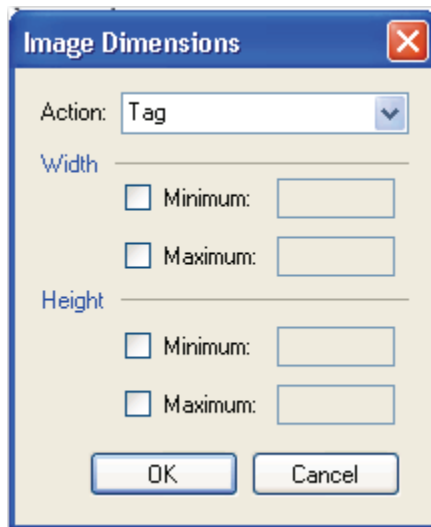 Image Dimensions
Action: Tag
Width
Minimum:
Maximum:
Height
Minimum:
Maximum:
OK Cancel